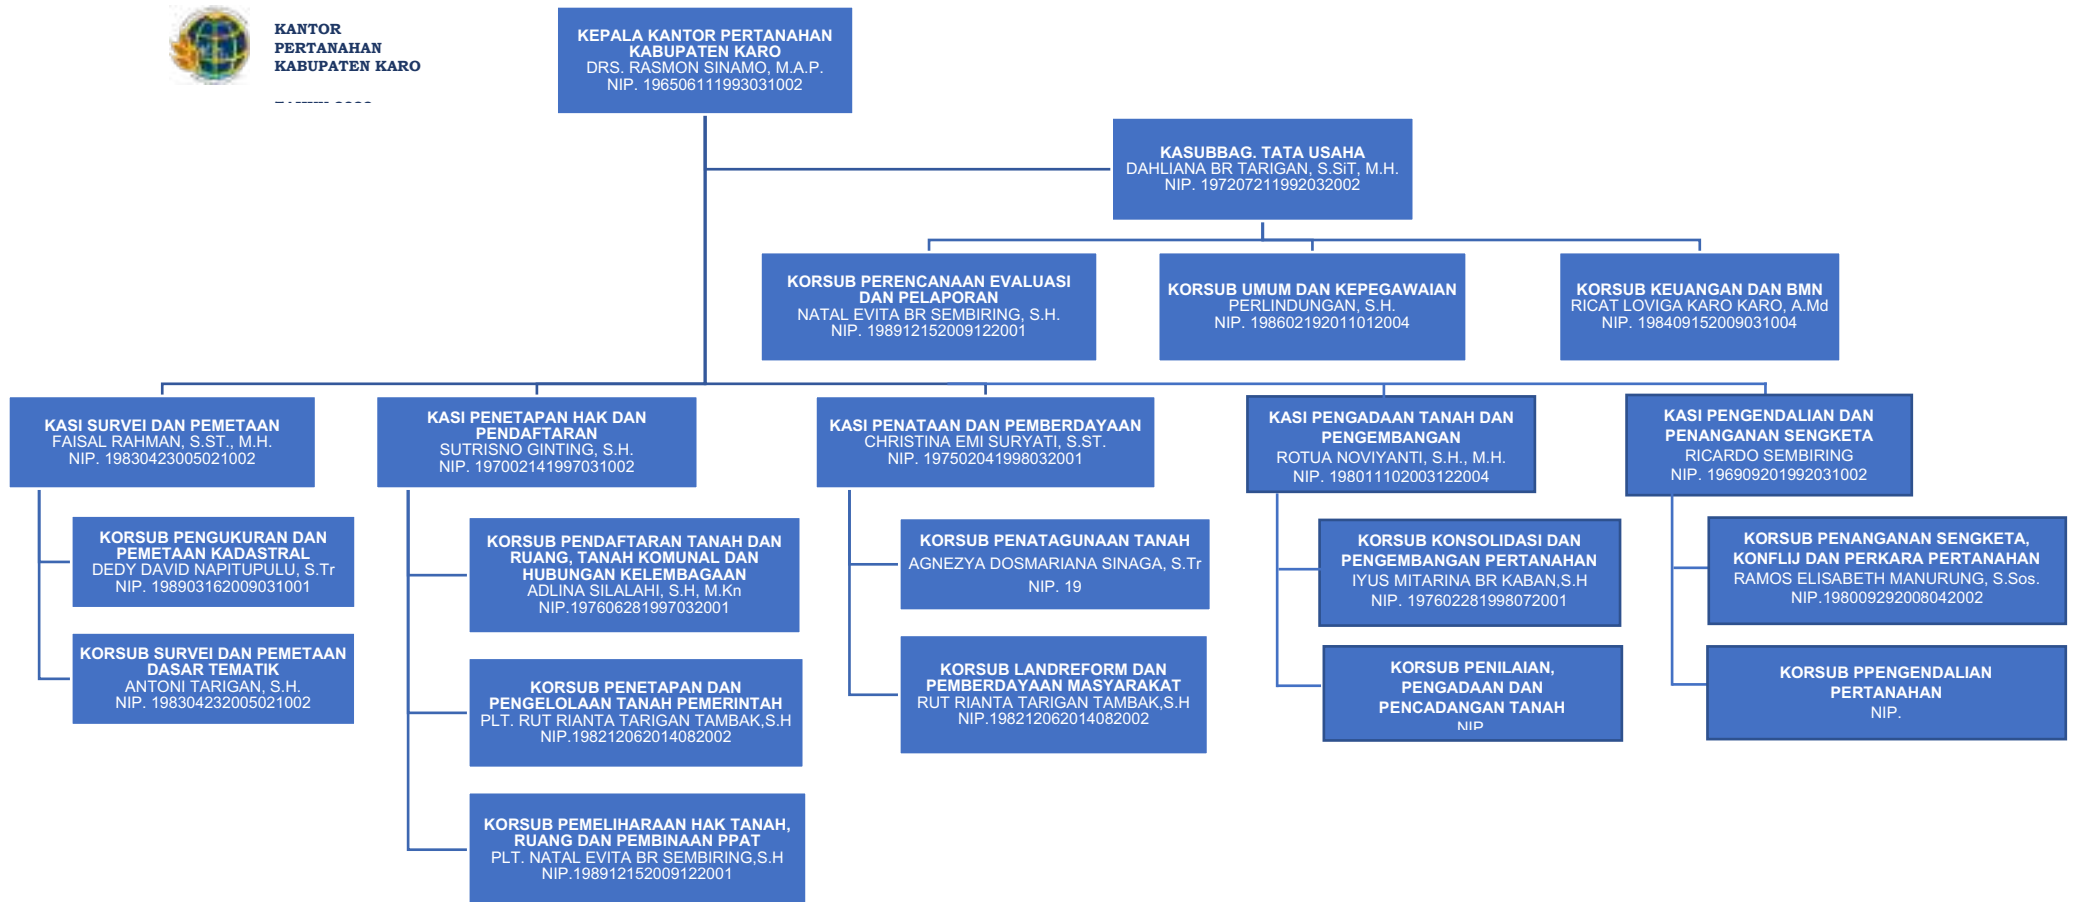 KANTOR
PERTANAHAN
KABUPATEN KARO
KEPALA KANTOR PERTANAHAN
KABUPATEN KARO
DRS. RASMON SINAMO, M.A.P.
NIP. 196506111993031002
KASUBBAG. TATA USAHA
DAHLIANA BR TARIGAN, S.SiT, M.H.
NIP. 197207211992032002
KORSUB PERENCANAAN EVALUASI
DAN PELAPORAN
NATAL EVITA BR SEMBIRING, S.H.
NIP. 198912152009122001
KORSUB UMUM DAN KEPEGAWAIAN
PERLINDUNGAN, S.H.
NIP. 198602192011012004
KORSUB KEUANGAN DAN BMN
RICAT LOVIGA KARO KARO, A.Md
NIP. 198409152009031004
KASI SURVEI DAN PEMETAAN
FAISAL RAHMAN, S.ST., M.H.
NIP. 19830423005021002
KASI PENETAPAN HAK DAN
PENDAFTARAN
SUTRISNO GINTING, S.H.
NIP. 197002141997031002
KASI PENATAAN DAN PEMBERDAYAAN
CHRISTINA EMI SURYATI, S.ST.
NIP. 197502041998032001
KASI PENGADAAN TANAH DAN
PENGEMBANGAN
ROTUA NOVIYANTI, S.H., M.H.
NIP. 198011102003122004
KASI PENGENDALIAN DAN
PENANGANAN SENGKETA
RICARDO SEMBIRING
NIP. 196909201992031002
KORSUB PENGUKURAN DAN
PEMETAAN KADASTRAL
DEDY DAVID NAPITUPULU, S.Tr
NIP. 198903162009031001
KORSUB SURVEI DAN PEMETAAN
DASAR TEMATIK
ANTONI TARIGAN, S.H.
NIP. 198304232005021002
KORSUB PENDAFTARAN TANAH DAN
RUANG, TANAH KOMUNAL DAN
HUBUNGAN KELEMBAGAAN
ADLINA SILALAHI, S.H, M.Kn
NIP.197606281997032001
KORSUB PENETAPAN DAN
PENGELOLAAN TANAH PEMERINTAH
PLT. RUT RIANTA TARIGAN TAMBAK,S.H
NIP.198212062014082002
KORSUB PEMELIHARAAN HAK TANAH,
RUANG DAN PEMBINAAN PPAT
PLT. NATAL EVITA BR SEMBIRING,S.H
NIP.198912152009122001
KORSUB PENATAGUNAAN TANAH
AGNEZYA DOSMARIANA SINAGA, S.Tr
NIP. 19
KORSUB LANDREFORM DAN
PEMBERDAYAAN MASYARAKAT
RUT RIANTA TARIGAN TAMBAK,S.H
NIP.198212062014082002
KORSUB KONSOLIDASI DAN
PENGEMBANGAN PERTANAHAN
IYUS MITARINA BR KABAN,S.H
NIP. 197602281998072001
KORSUB PENILAIAN,
PENGADAAN DAN
PENCADANGAN TANAH
NIP
KORSUB PENANGANAN SENGKETA,
KONFLIJ DAN PERKARA PERTANAHAN
RAMOS ELISABETH MANURUNG, S.Sos.
NIP.198009292008042002
KORSUB PPENGENDALIAN
PERTANAHAN
NIP.